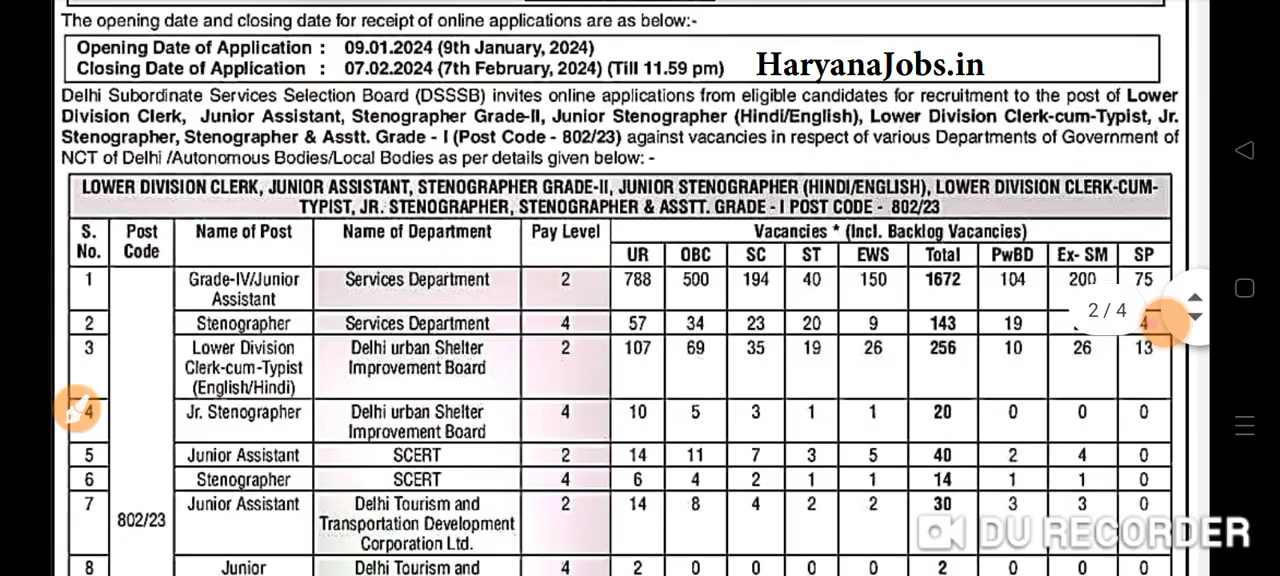 The opening date and closing date for receipt of online applications are as below:-
Opening Date of Application : 09.01.2024 (9th January, 2024)
Closing Date of Application : 07.02.2024 (7th February, 2024) (Till 11.59 pm)
HaryanaJobs.in
Delhi Subordinate Services Selection Board (DSSSB) invites online applications from eligible candidates for recruitment to the post of Lower
Division Clerk, Junior Assistant, Stenographer Grade-II, Junior Stenographer (Hindi/English), Lower Division Clerk-cum-Typist, Jr.
Stenographer, Stenographer & Asstt. Grade - I (Post Code - 802/23) against vacancies in respect of various Departments of Government of
NCT of Delhi /Autonomous Bodies/Local Bodies as per details given below: -
LOWER DIVISION CLERK, JUNIOR ASSISTANT, STENOGRAPHER GRADE-II, JUNIOR STENOGRAPHER (HINDI/ENGLISH), LOWER DIVISION CLERK-CUM-
TYPIST, JR. STENOGRAPHER, STENOGRAPHER & ASSTT. GRADE - I POST CODE - 802/23
S. No. Post Code Name of Post Name of Department Pay Level Vacancies * (Incl. Backlog Vacancies)
UR OBC SC ST EWS Total PwBD Ex- SM SP
1 Grade-IV/Junior Services Department 2 788 500 194 40 150 1672 104 200 75
Assistant
2 Stenographer Services Department 4 57 34 23 20 9 143 19 4
2 / 4
3 Lower Division Delhi urban Shelter 2 107 69 35 19 26 256 10 26 13
Clerk-cum-Typist Improvement Board
(English/Hindi)
4 Jr. Stenographer Delhi urban Shelter 4 10 5 3 1 1 20 0 0 0
Improvement Board
5 Junior Assistant SCERT 2 14 11 7 3 5 40 2 4 0
6 Stenographer SCERT 4 6 4 2 1 1 14 1 1 0
7 Junior Assistant Delhi Tourism and 2 14 8 4 2 2 30 3 3 0
802/23 Transportation Development
Corporation Ltd.
DU RECORDER
8 Junior Delhi Tourism and 4 2 0 0 0 0 2 0 0 0